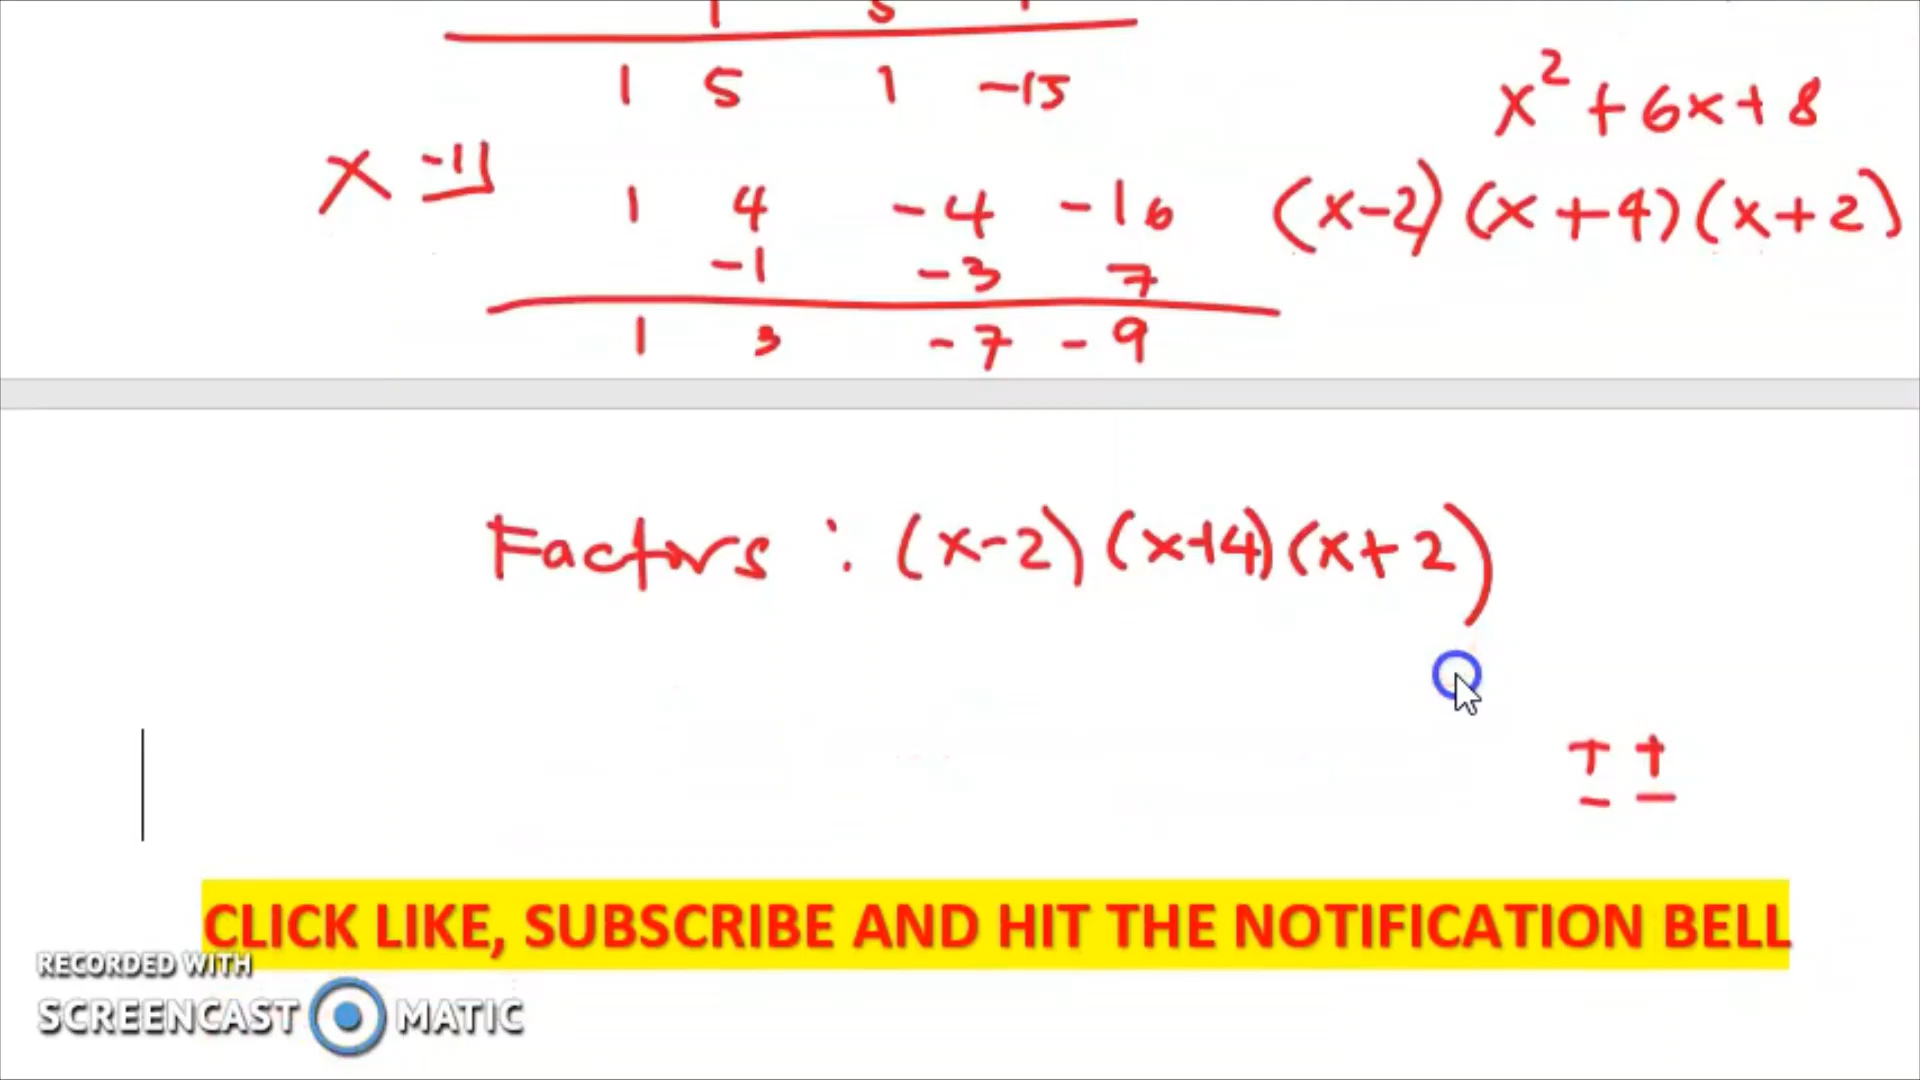 1 5 1 -15
x² + 6x + 8
x -1
1 4 -4 -16
(x-2) (x+4) (x+2)
-1 -3 7
1 3 -7 -9
Factors : (x-2) (x+4) (x+2)
+ +
- -
CLICK LIKE, SUBSCRIBE AND HIT THE NOTIFICATION BELL
RECORDED WITH
SCREENCAST MATIC